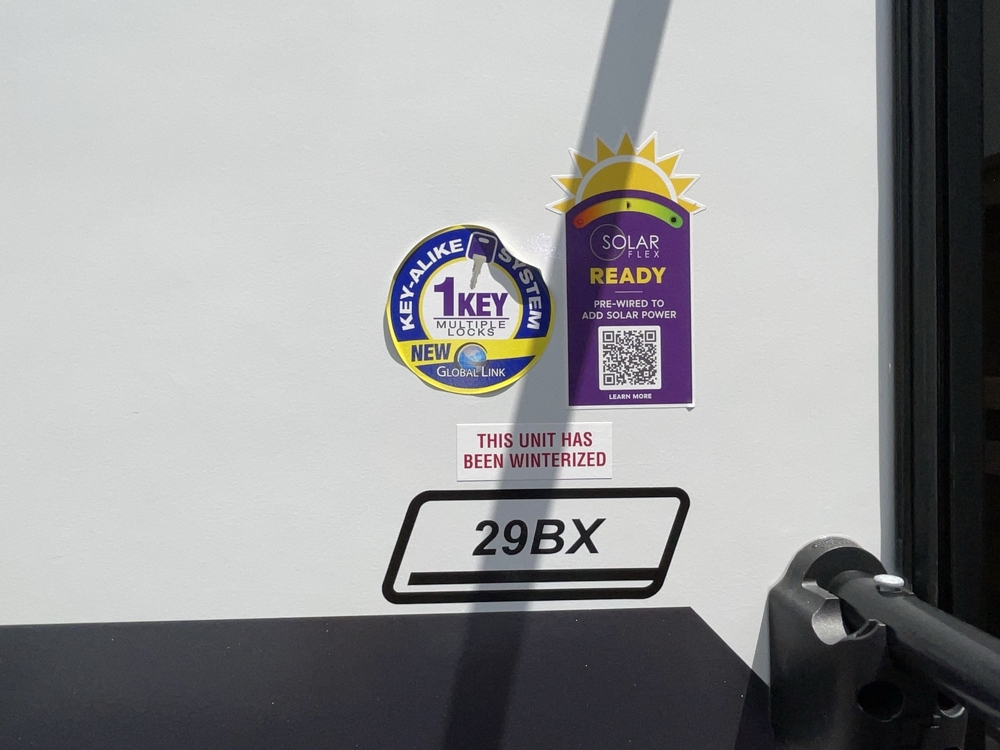 KEY-ALIKE SYSTEM
1KEY
MULTIPLE
LOCKS
NEW
GLOBAL LINK
SOLAR
FLEX
READY
PRE-WIRED TO
ADD SOLAR POWER
LEARN MORE
THIS UNIT HAS
BEEN WINTERIZED
29BX